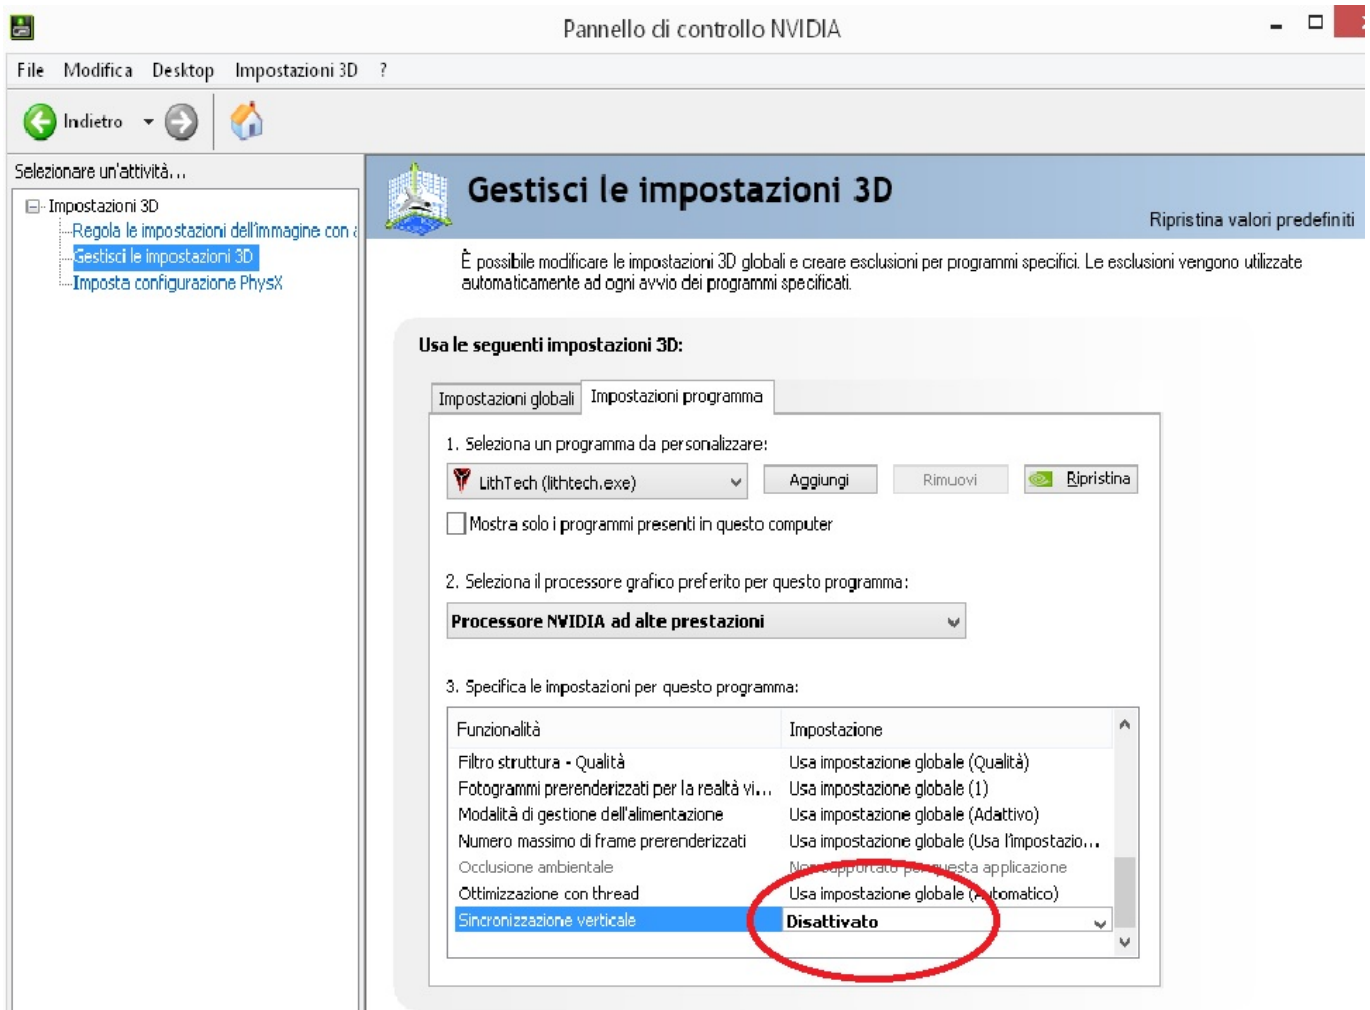 Pannello di controllo NVIDIA
File Modifica Desktop Impostazioni 3D ?
Indietro
Selezionare un'attività...
Impostazioni 3D
Regola le impostazioni dell'immagine con
Gestisci le impostazioni 3D
Imposta configurazione PhysX
Gestisci le impostazioni 3D
Ripristina valori predefiniti
È possibile modificare le impostazioni 3D globali e creare esclusioni per programmi specifici. Le esclusioni vengono utilizzate
automaticamente ad ogni avvio dei programmi specificati.
Usa le seguenti impostazioni 3D:
Impostazioni globali Impostazioni programma
1. Seleziona un programma da personalizzare:
LithTech (lithtech.exe) Aggiungi Rimuovi Ripristina
Mostra solo i programmi presenti in questo computer
2. Seleziona il processore grafico preferito per questo programma:
Processore NVIDIA ad alte prestazioni
3. Specifica le impostazioni per questo programma:
Funzionalità Impostazione
Filtro struttura - Qualità Usa impostazione globale (Qualità)
Fotogrammi prerenderizzati per la realtà vi... Usa impostazione globale (1)
Modalità di gestione dell'alimentazione Usa impostazione globale (Adattivo)
Numero massimo di frame prerenderizzati Usa impostazione globale (Usa l'impostazio...
Occlusione ambientale Non supportato per questa applicazione
Ottimizzazione con thread Usa impostazione globale (Automatico)
Sincronizzazione verticale Disattivato